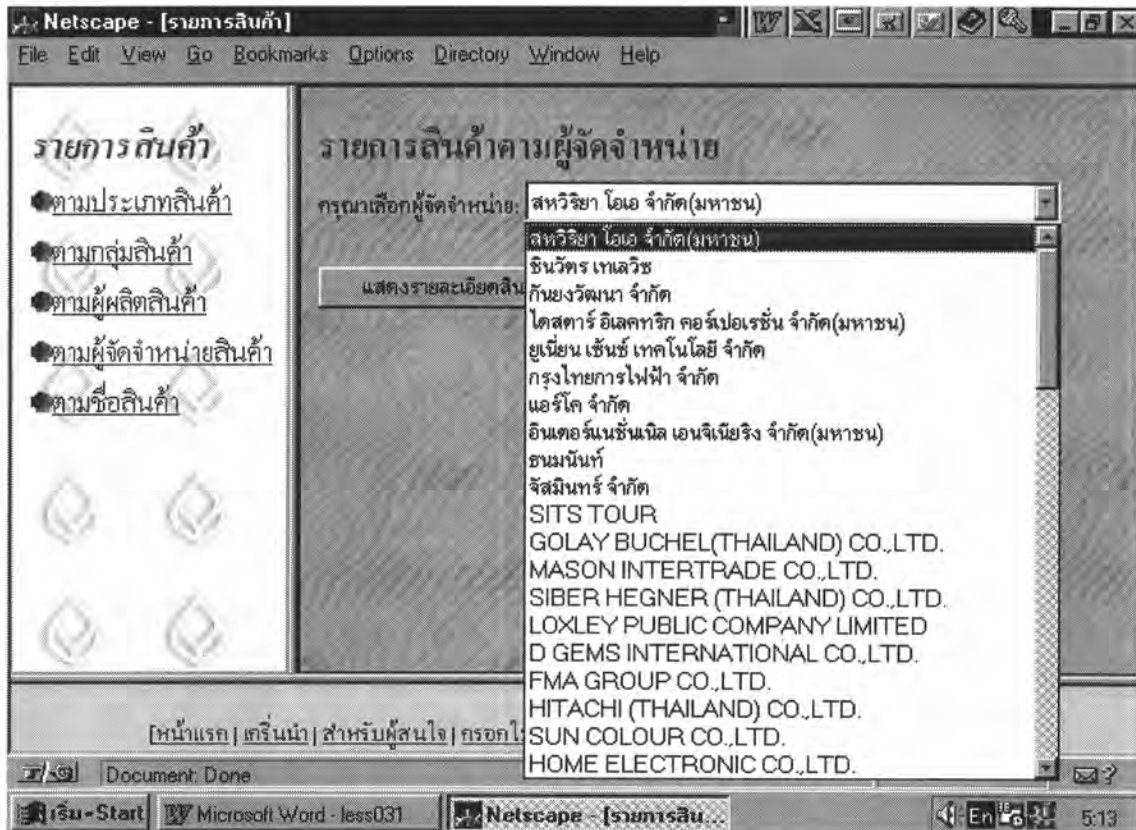 Netscape - [รายการสินค้า]
File Edit View Go Bookmarks Options Directory Window Help
รายการสินค้า
ตามประเภทสินค้า
ตามกลุ่มสินค้า
ตามผู้ผลิตสินค้า
ตามผู้จัดจำหน่ายสินค้า
ตามชื่อสินค้า
รายการสินค้าตามผู้จัดจำหน่าย
กรุณาเลือกผู้จัดจำหน่าย: สหวิริยา โอเอ จำกัด(มหาชน)
แสดงรายละเอียดสิน
สหวิริยา โอเอ จำกัด(มหาชน)
ชินวัตร เทเลวิช
กันยงวัฒนา จำกัด
ไดสตาร์ อิเลคทริก คอร์เปอเรชั่น จำกัด(มหาชน)
ยูเนี่ยน เซ้นช์ เทคโนโลยี จำกัด
กรุงไทยการไฟฟ้า จำกัด
แอร์โค จำกัด
อินเตอร์แนชั่นเนิล เอนจิเนียริง จำกัด(มหาชน)
ธนมนันท์
จัสมินทร์ จำกัด
SITS TOUR
GOLAY BUCHEL(THAILAND) CO.,LTD.
MASON INTERTRADE CO.,LTD.
SIBER HEGNER (THAILAND) CO.,LTD.
LOXLEY PUBLIC COMPANY LIMITED
D GEMS INTERNATIONAL CO.,LTD.
FMA GROUP CO.,LTD.
HITACHI (THAILAND) CO.,LTD.
SUN COLOUR CO.,LTD.
HOME ELECTRONIC CO.,LTD.
[หน้าแรก | เกริ่นนำ | สำหรับผู้สนใจ | กรอกใ
Document: Done
เริ่ม-Start Microsoft Word - less031 Netscape - [รายการสิน... En 5:13